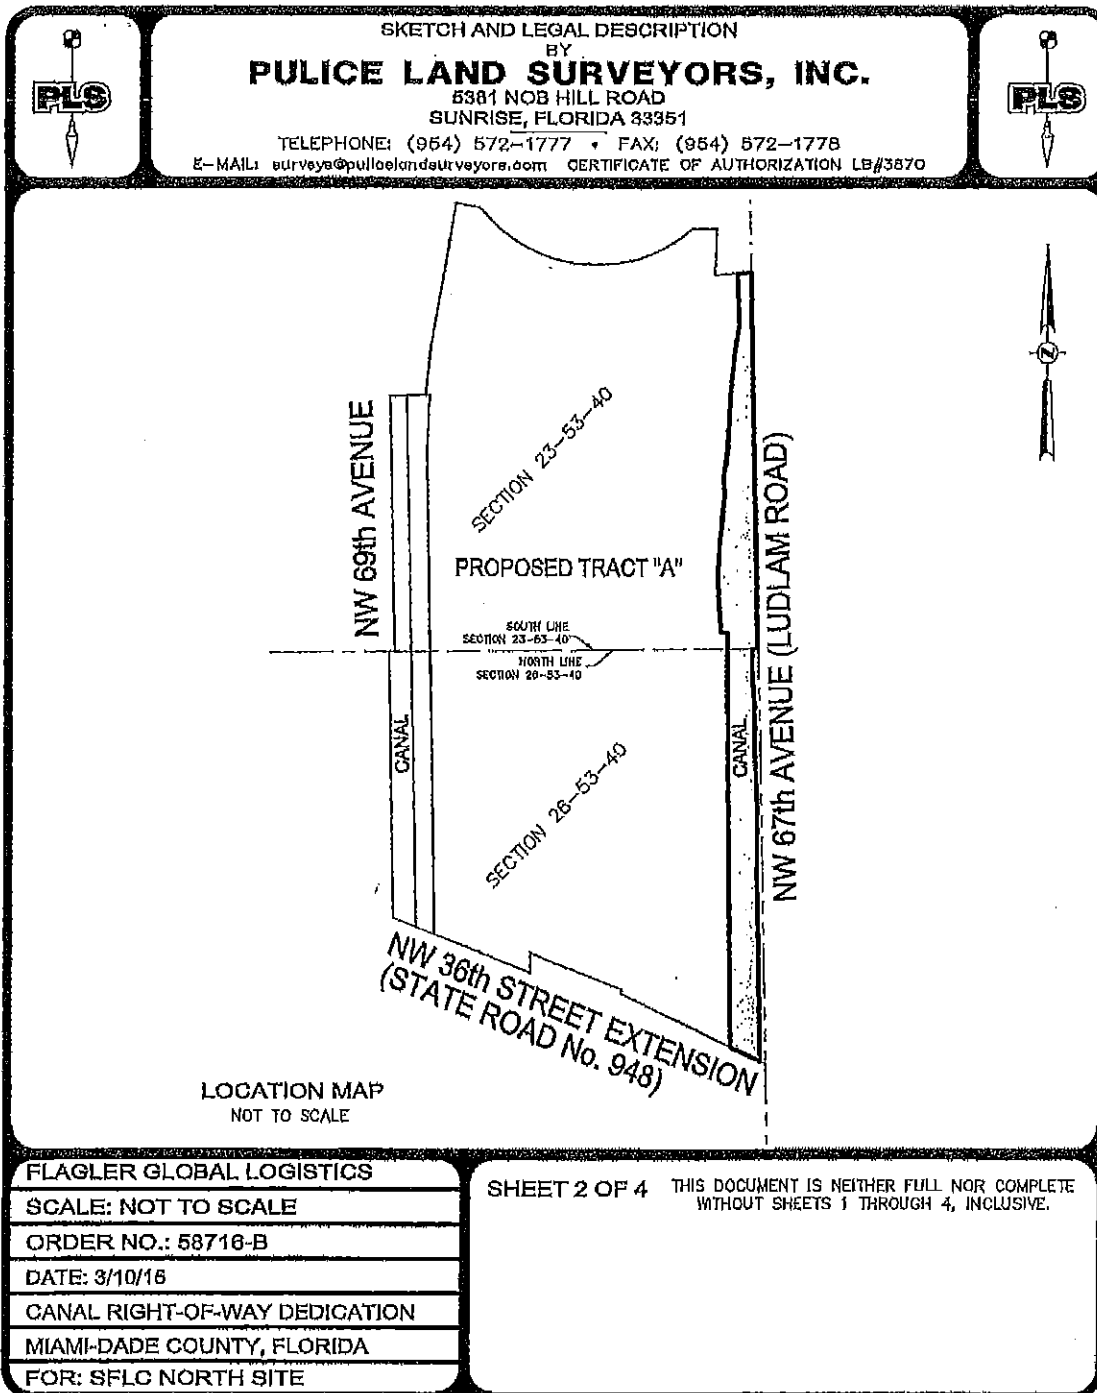 SKETCH AND LEGAL DESCRIPTION
BY
PULICE LAND SURVEYORS, INC.
5381 NOB HILL ROAD
SUNRISE, FLORIDA 33351
TELEPHONE: (954) 572-1777 • FAX: (954) 572-1778
E-MAIL: surveys@pulicelandsurveyors.com CERTIFICATE OF AUTHORIZATION LB#3870
PLS
PLS
N
NW 69th AVENUE
SECTION 23-53-40
PROPOSED TRACT "A"
SOUTH LINE
SECTION 23-53-40
NORTH LINE
SECTION 26-53-40
CANAL
CANAL
NW 67th AVENUE (LUDLAM ROAD)
SECTION 26-53-40
NW 36th STREET EXTENSION
(STATE ROAD No. 948)
LOCATION MAP
NOT TO SCALE
FLAGLER GLOBAL LOGISTICS
SCALE: NOT TO SCALE
ORDER NO.: 58716-B
DATE: 3/10/16
CANAL RIGHT-OF-WAY DEDICATION
MIAMI-DADE COUNTY, FLORIDA
FOR: SFLC NORTH SITE
SHEET 2 OF 4
THIS DOCUMENT IS NEITHER FULL NOR COMPLETE
WITHOUT SHEETS 1 THROUGH 4, INCLUSIVE.